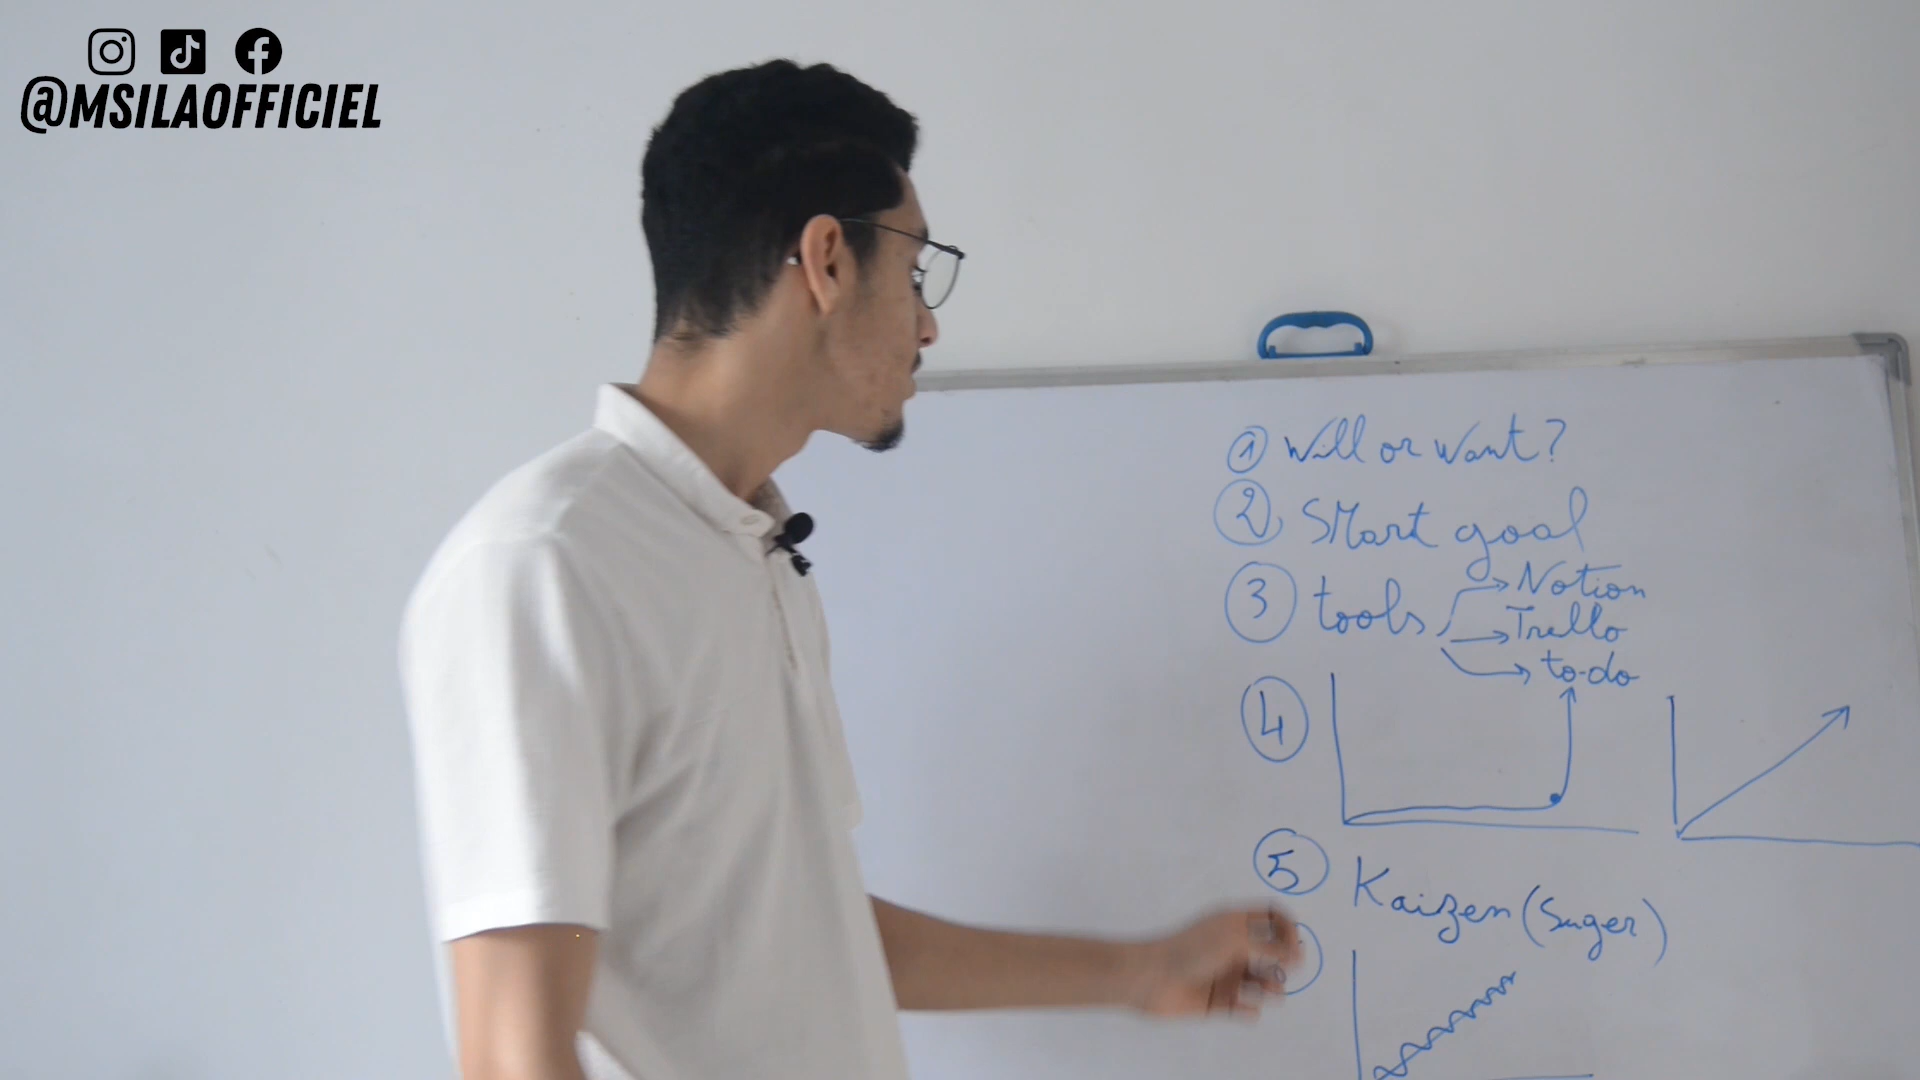 @MSILAOFFICIEL
① Will or want?
② SMart goal
③ tools → Notion
→ Trello
→ to-do
④
⑤ Kaizen (Suger)